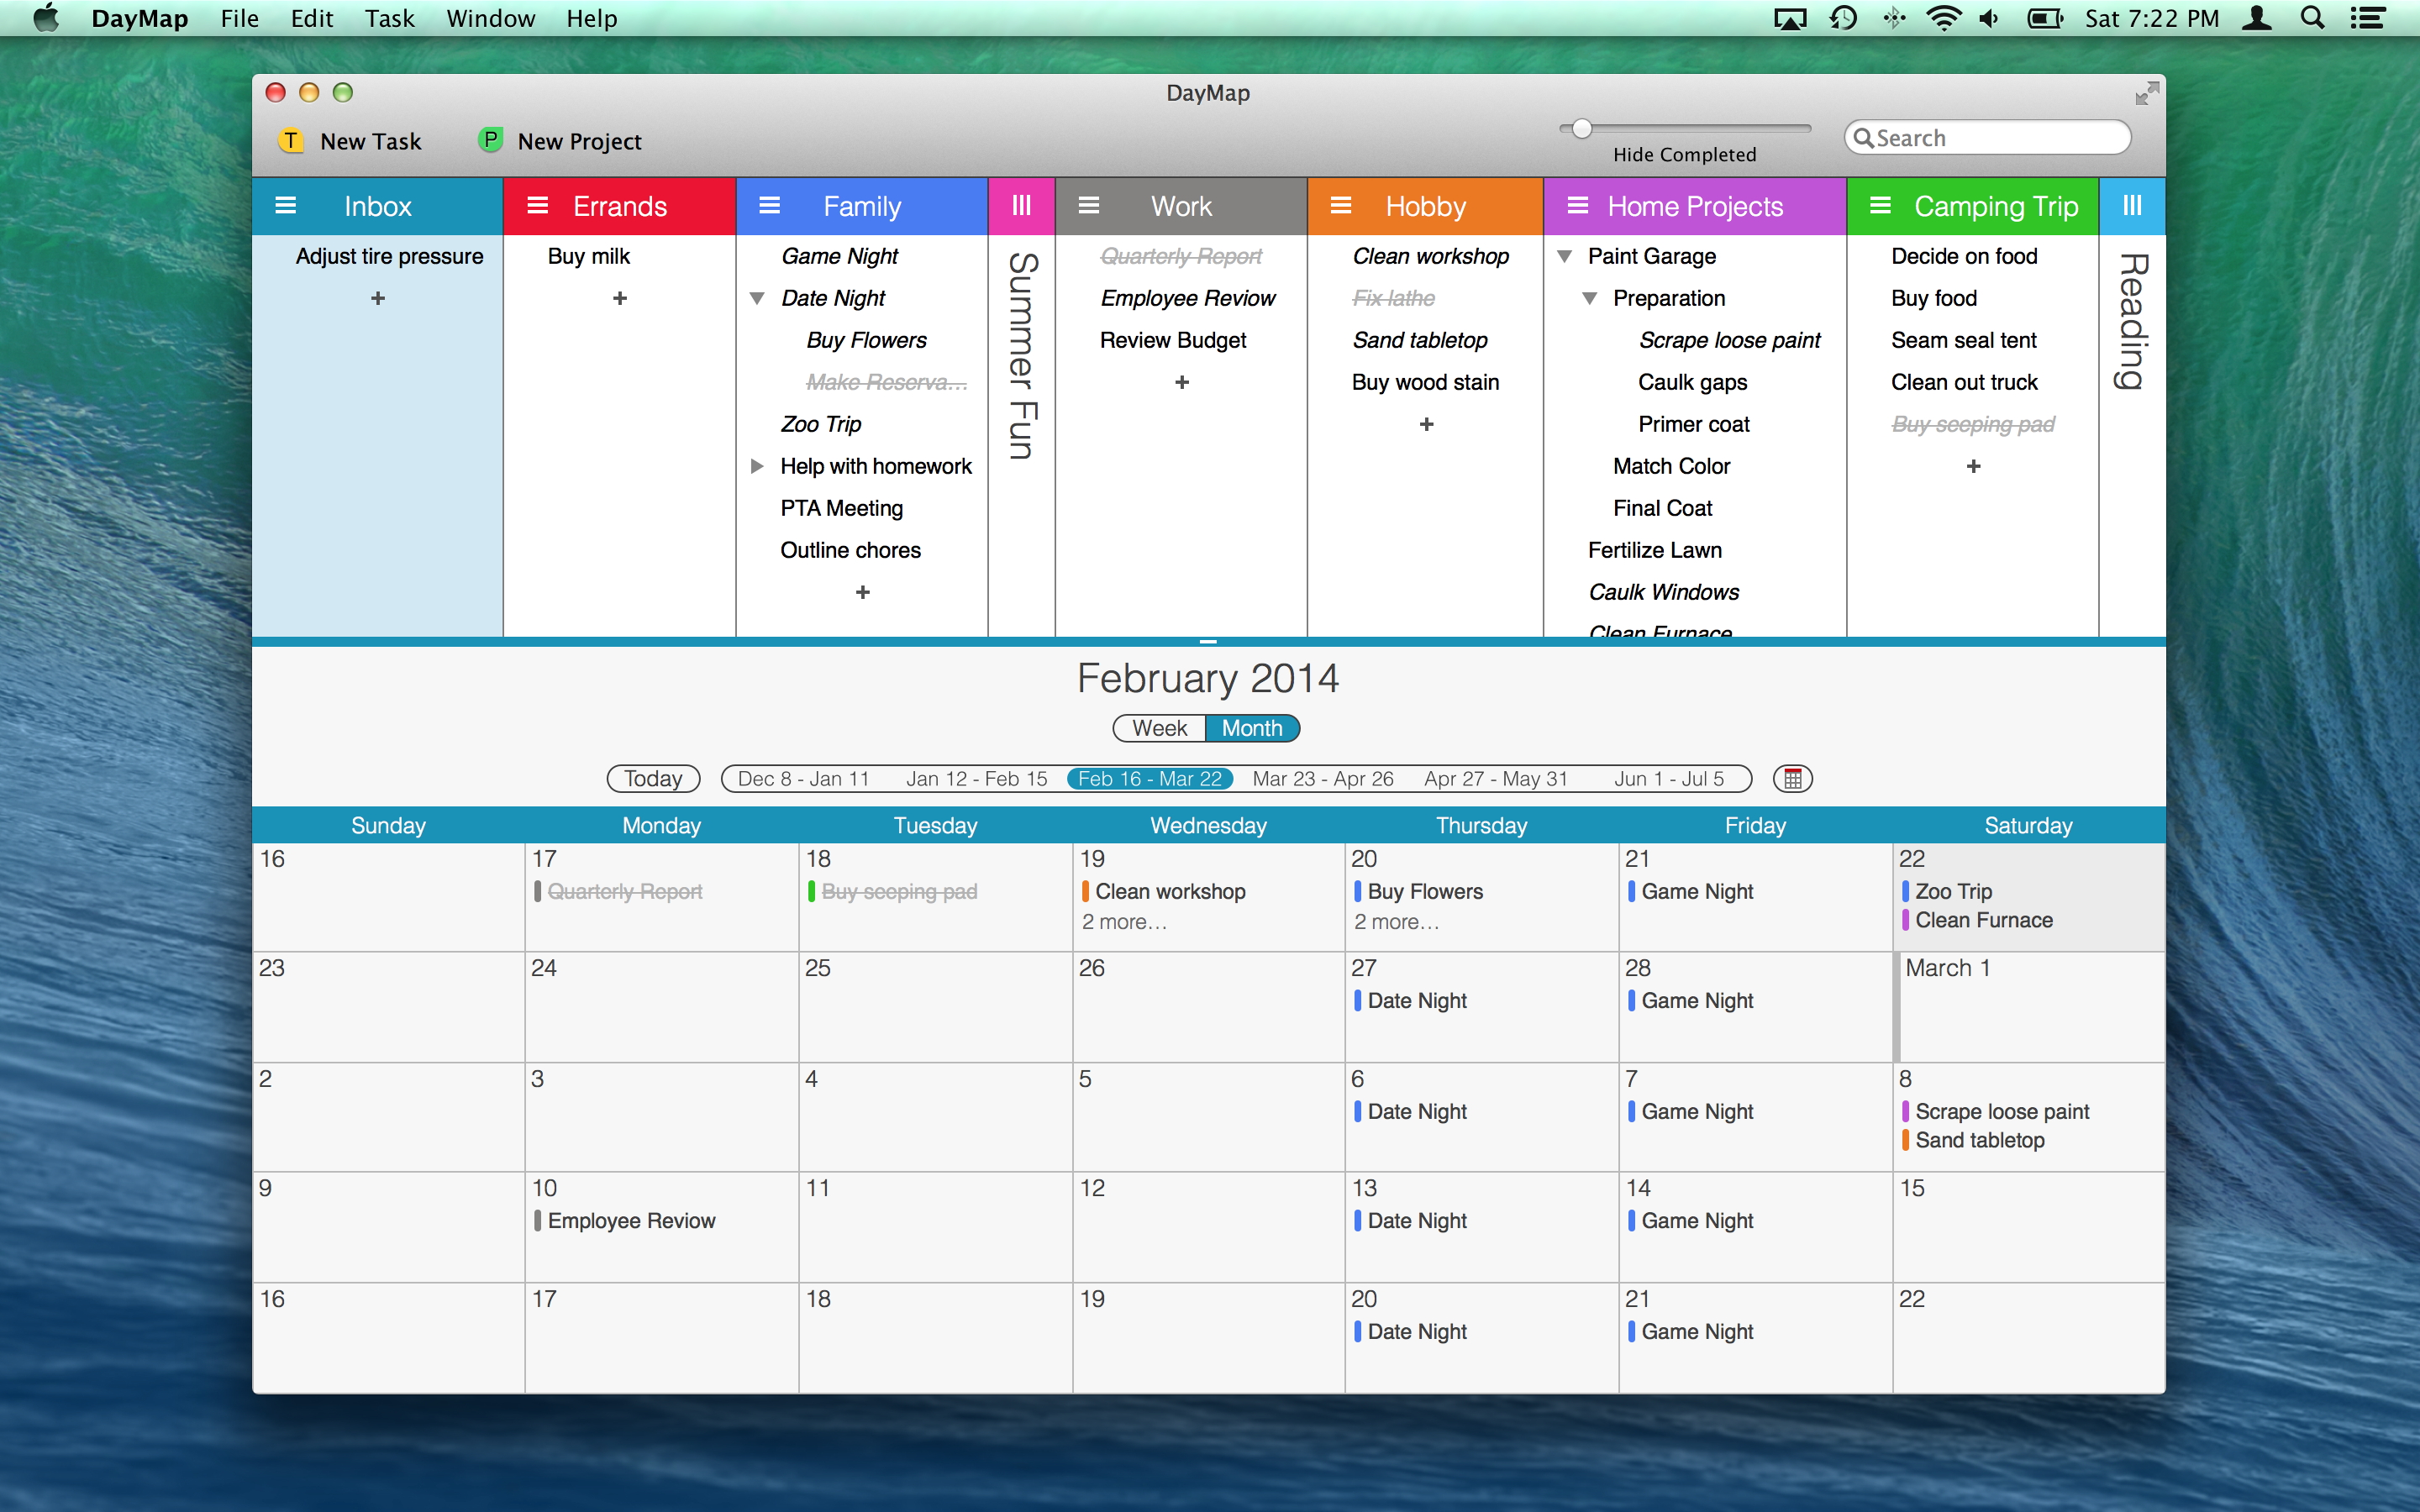 DayMap File Edit Task Window Help Sat 7:22 PM
DayMap
T New Task P New Project Hide Completed Search
Inbox
Adjust tire pressure
+
Errands
Buy milk
+
Family
Game Night
Date Night
Buy Flowers
Make Reserva...
Zoo Trip
Help with homework
PTA Meeting
Outline chores
+
Summer Fun
Work
Quarterly Report
Employee Reviow
Review Budget
+
Hobby
Clean workshop
Fix lathe
Sand tabletop
Buy wood stain
+
Home Projects
Paint Garage
Preparation
Scrape loose paint
Caulk gaps
Primer coat
Match Color
Final Coat
Fertilize Lawn
Caulk Windows
Clean Furnace
Camping Trip
Decide on food
Buy food
Seam seal tent
Clean out truck
Buy seeping pad
+
Reading
February 2014
Week Month
Today Dec 8 - Jan 11 Jan 12 - Feb 15 Feb 16 - Mar 22 Mar 23 - Apr 26 Apr 27 - May 31 Jun 1 - Jul 5
Sunday Monday Tuesday Wednesday Thursday Friday Saturday
16 17 18 19 20 21 22
Quarterly Report Buy seeping pad Clean workshop Buy Flowers Game Night Zoo Trip
2 more... 2 more... Clean Furnace
23 24 25 26 27 28 March 1
Date Night Game Night
2 3 4 5 6 7 8
Date Night Game Night Scrape loose paint
Sand tabletop
9 10 11 12 13 14 15
Employee Reviow Date Night Game Night
16 17 18 19 20 21 22
Date Night Game Night